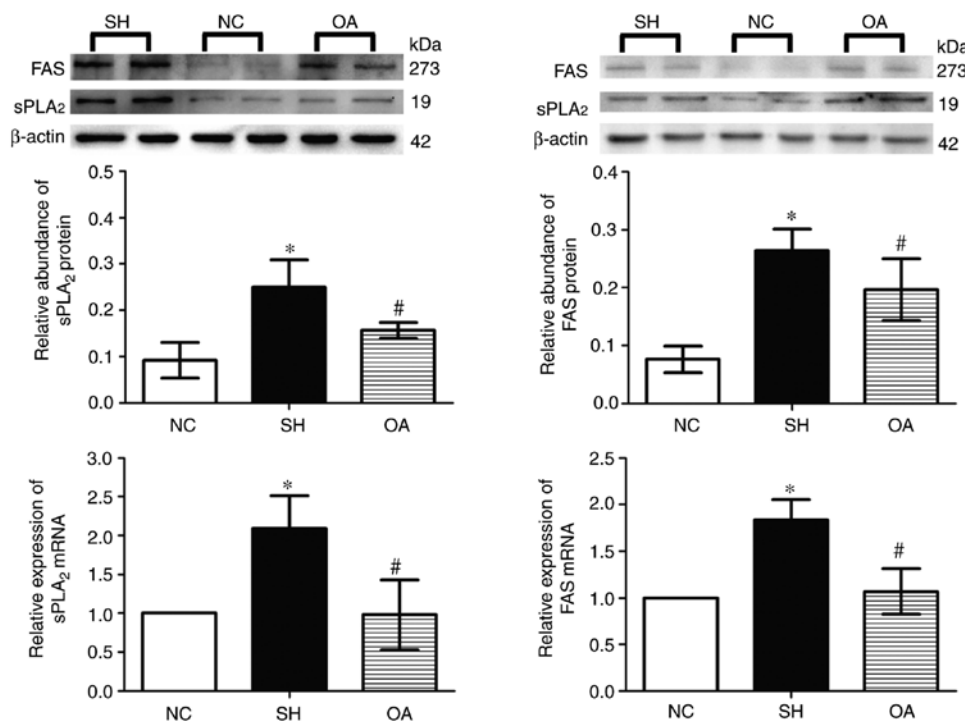 SH NC OA
kDa
FAS 273
sPLA₂ 19
β-actin 42
0.5
0.4
0.3
0.2
0.1
0.0
Relative abundance of
sPLA₂ protein
*
#
NC SH OA
SH NC OA
kDa
FAS 273
sPLA₂ 19
β-actin 42
0.4
0.3
0.2
0.1
0.0
Relative abundance of
FAS protein
*
#
NC SH OA
3.0
2.5
2.0
1.5
1.0
0.5
0.0
Relative expression of
sPLA₂ mRNA
*
#
NC SH OA
2.5
2.0
1.5
1.0
0.5
0.0
Relative expression of
FAS mRNA
*
#
NC SH OA